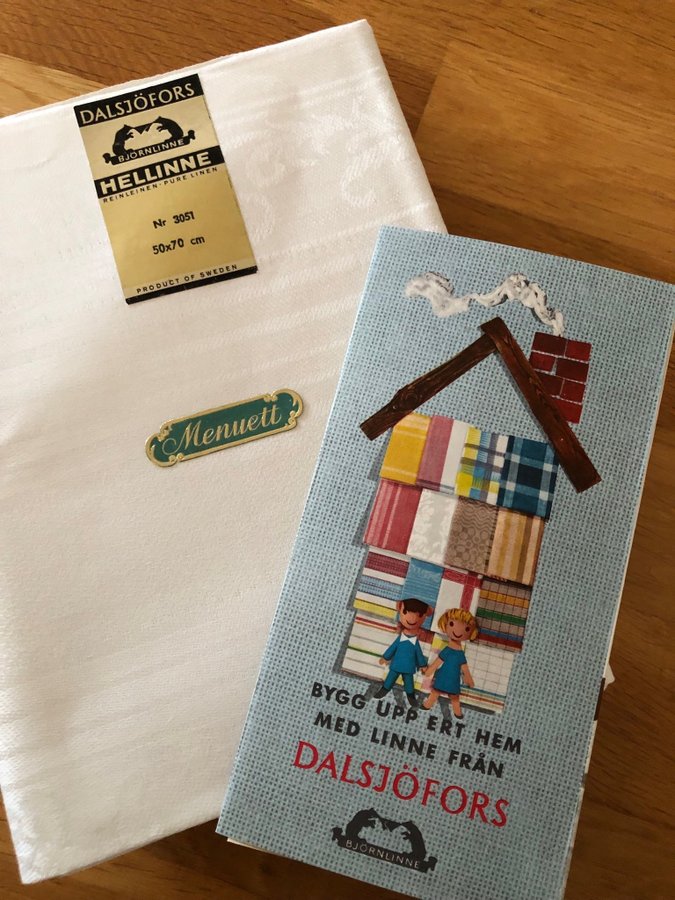 DALSJÖFORS
BJÖRNLINNE
HELLINNE
REINLEINEN - PURE LINEN
Nr 3051
50x70 cm
PRODUCT OF SWEDEN
Menuett
BYGG UPP ERT HEM
MED LINNE FRÅN
DALSJÖFORS
BJÖRNLINNE